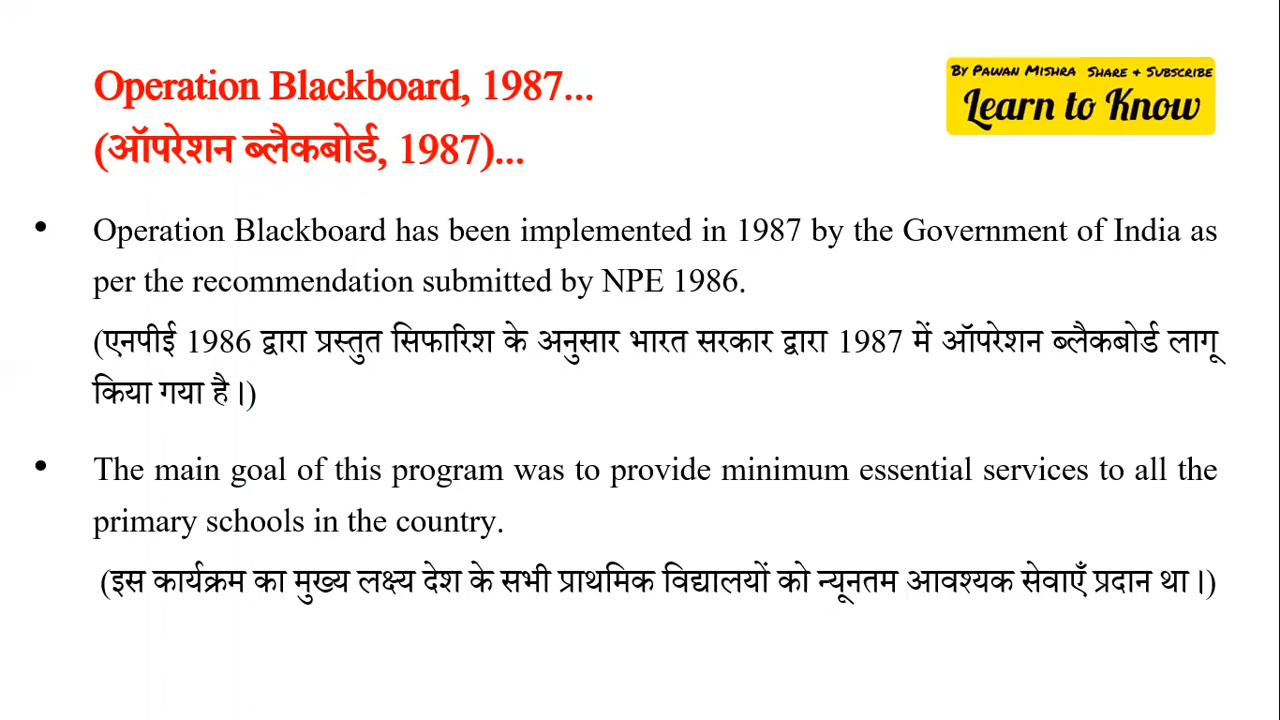 Operation Blackboard, 1987...
By Pawan Mishra Share + Subscribe
Learn to Know
(ऑपरेशन ब्लैकबोर्ड, 1987)...
• Operation Blackboard has been implemented in 1987 by the Government of India as
per the recommendation submitted by NPE 1986.
(एनपीई 1986 द्वारा प्रस्तुत सिफारिश के अनुसार भारत सरकार द्वारा 1987 में ऑपरेशन ब्लैकबोर्ड लागू
किया गया है।)
• The main goal of this program was to provide minimum essential services to all the
primary schools in the country.
(इस कार्यक्रम का मुख्य लक्ष्य देश के सभी प्राथमिक विद्यालयों को न्यूनतम आवश्यक सेवाएँ प्रदान था।)